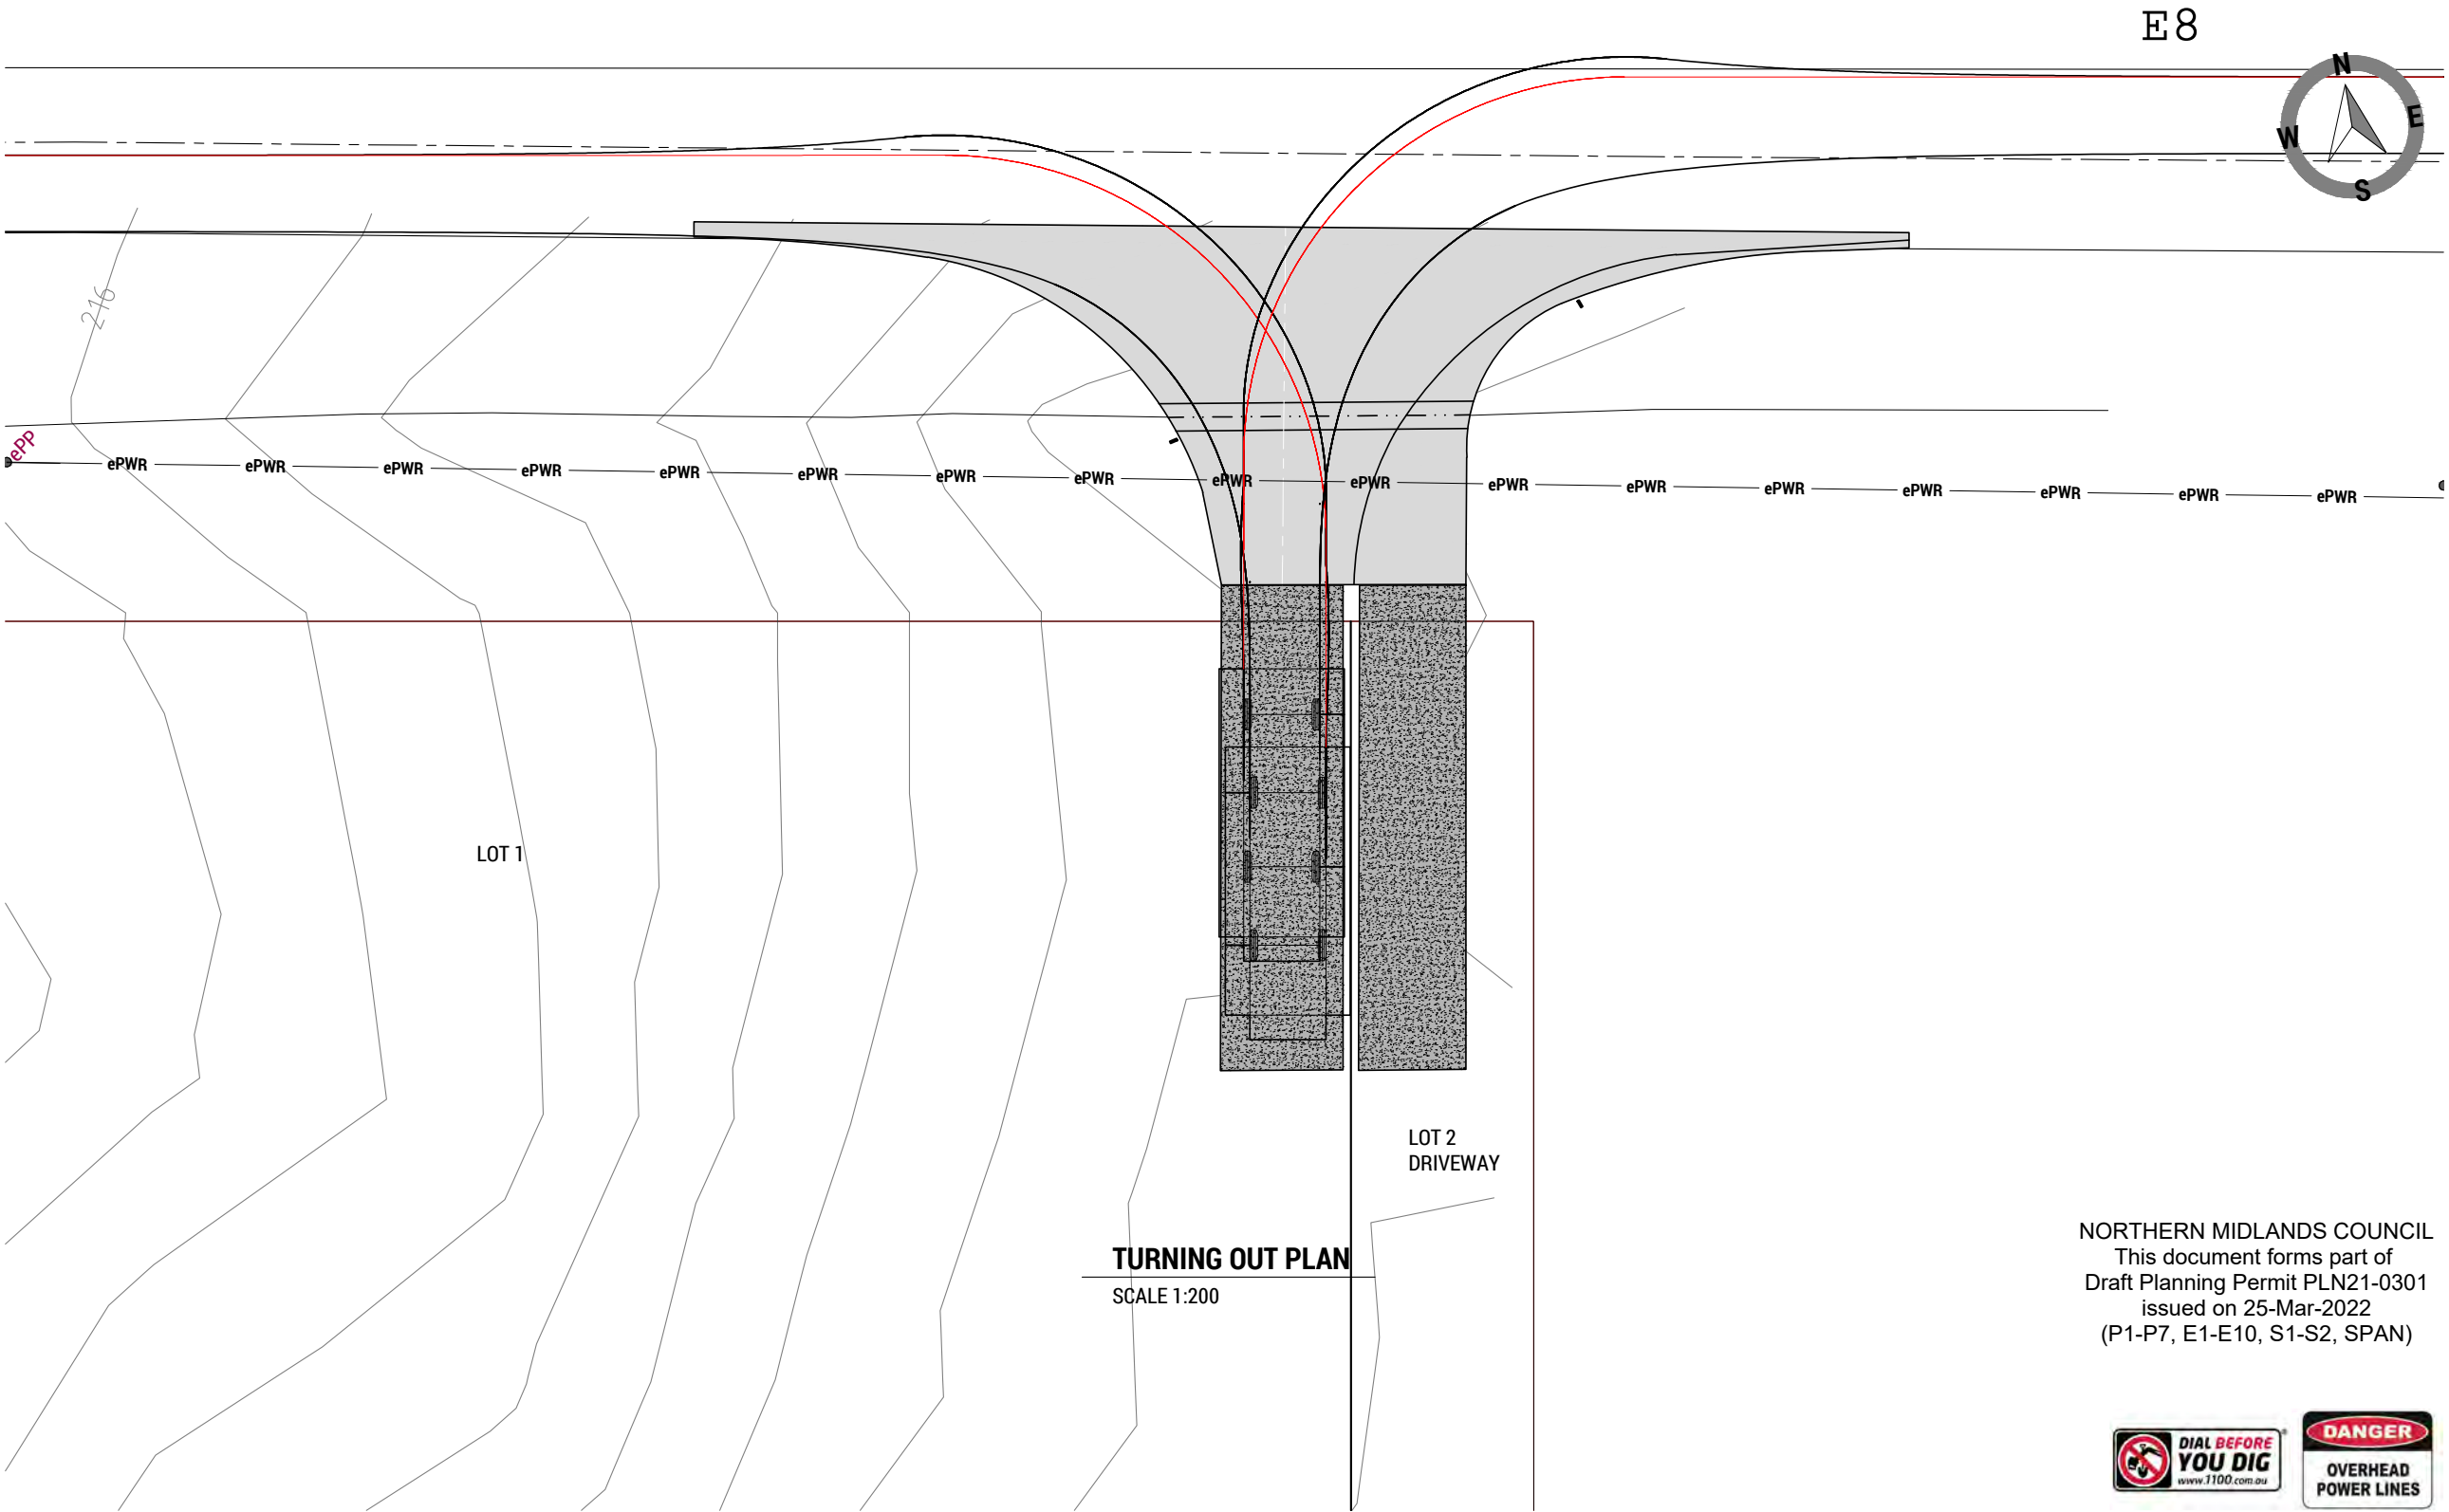 E8
N
E
W
S
216
ePP
ePWR ePWR ePWR ePWR ePWR ePWR ePWR ePWR ePWR ePWR ePWR ePWR ePWR ePWR ePWR ePWR ePWR
LOT 1
LOT 2
DRIVEWAY
TURNING OUT PLAN
SCALE 1:200
NORTHERN MIDLANDS COUNCIL
This document forms part of
Draft Planning Permit PLN21-0301
issued on 25-Mar-2022
(P1-P7, E1-E10, S1-S2, SPAN)
DIAL BEFORE
YOU DIG
www.1100.com.au
DANGER
OVERHEAD
POWER LINES